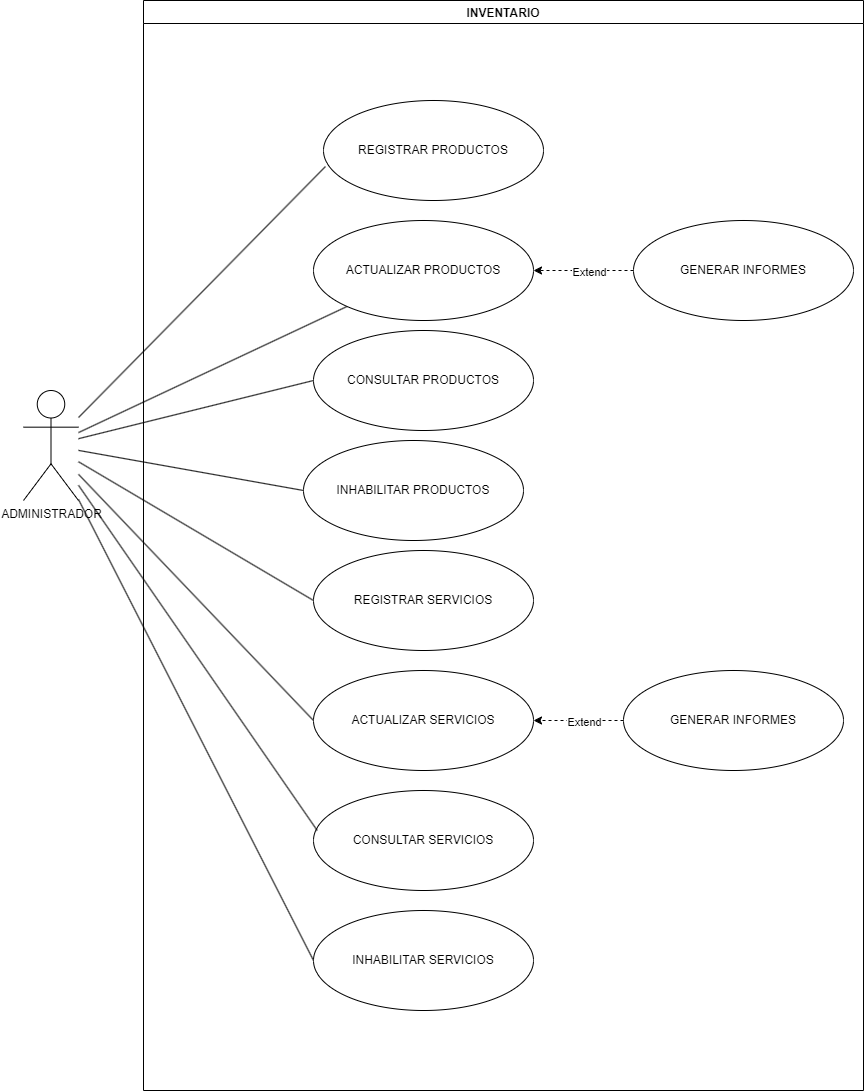 INVENTARIO
REGISTRAR PRODUCTOS
ACTUALIZAR PRODUCTOS
Extend
GENERAR INFORMES
CONSULTAR PRODUCTOS
INHABILITAR PRODUCTOS
ADMINISTRADOR
REGISTRAR SERVICIOS
ACTUALIZAR SERVICIOS
Extend
GENERAR INFORMES
CONSULTAR SERVICIOS
INHABILITAR SERVICIOS